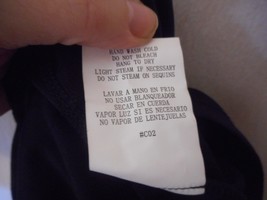 HAND WASH COLD
DO NOT BLEACH
HANG TO DRY
LIGHT STEAM IF NECESSARY
DO NOT STEAM ON SEQUINS
LAVAR A MANO EN FRIO
NO USAR BLANQUEADOR
SECAR EN CUERDA
VAPOR LUZ SI ES NECESARIO
NO VAPOR DE LENTEJUELAS
#C02